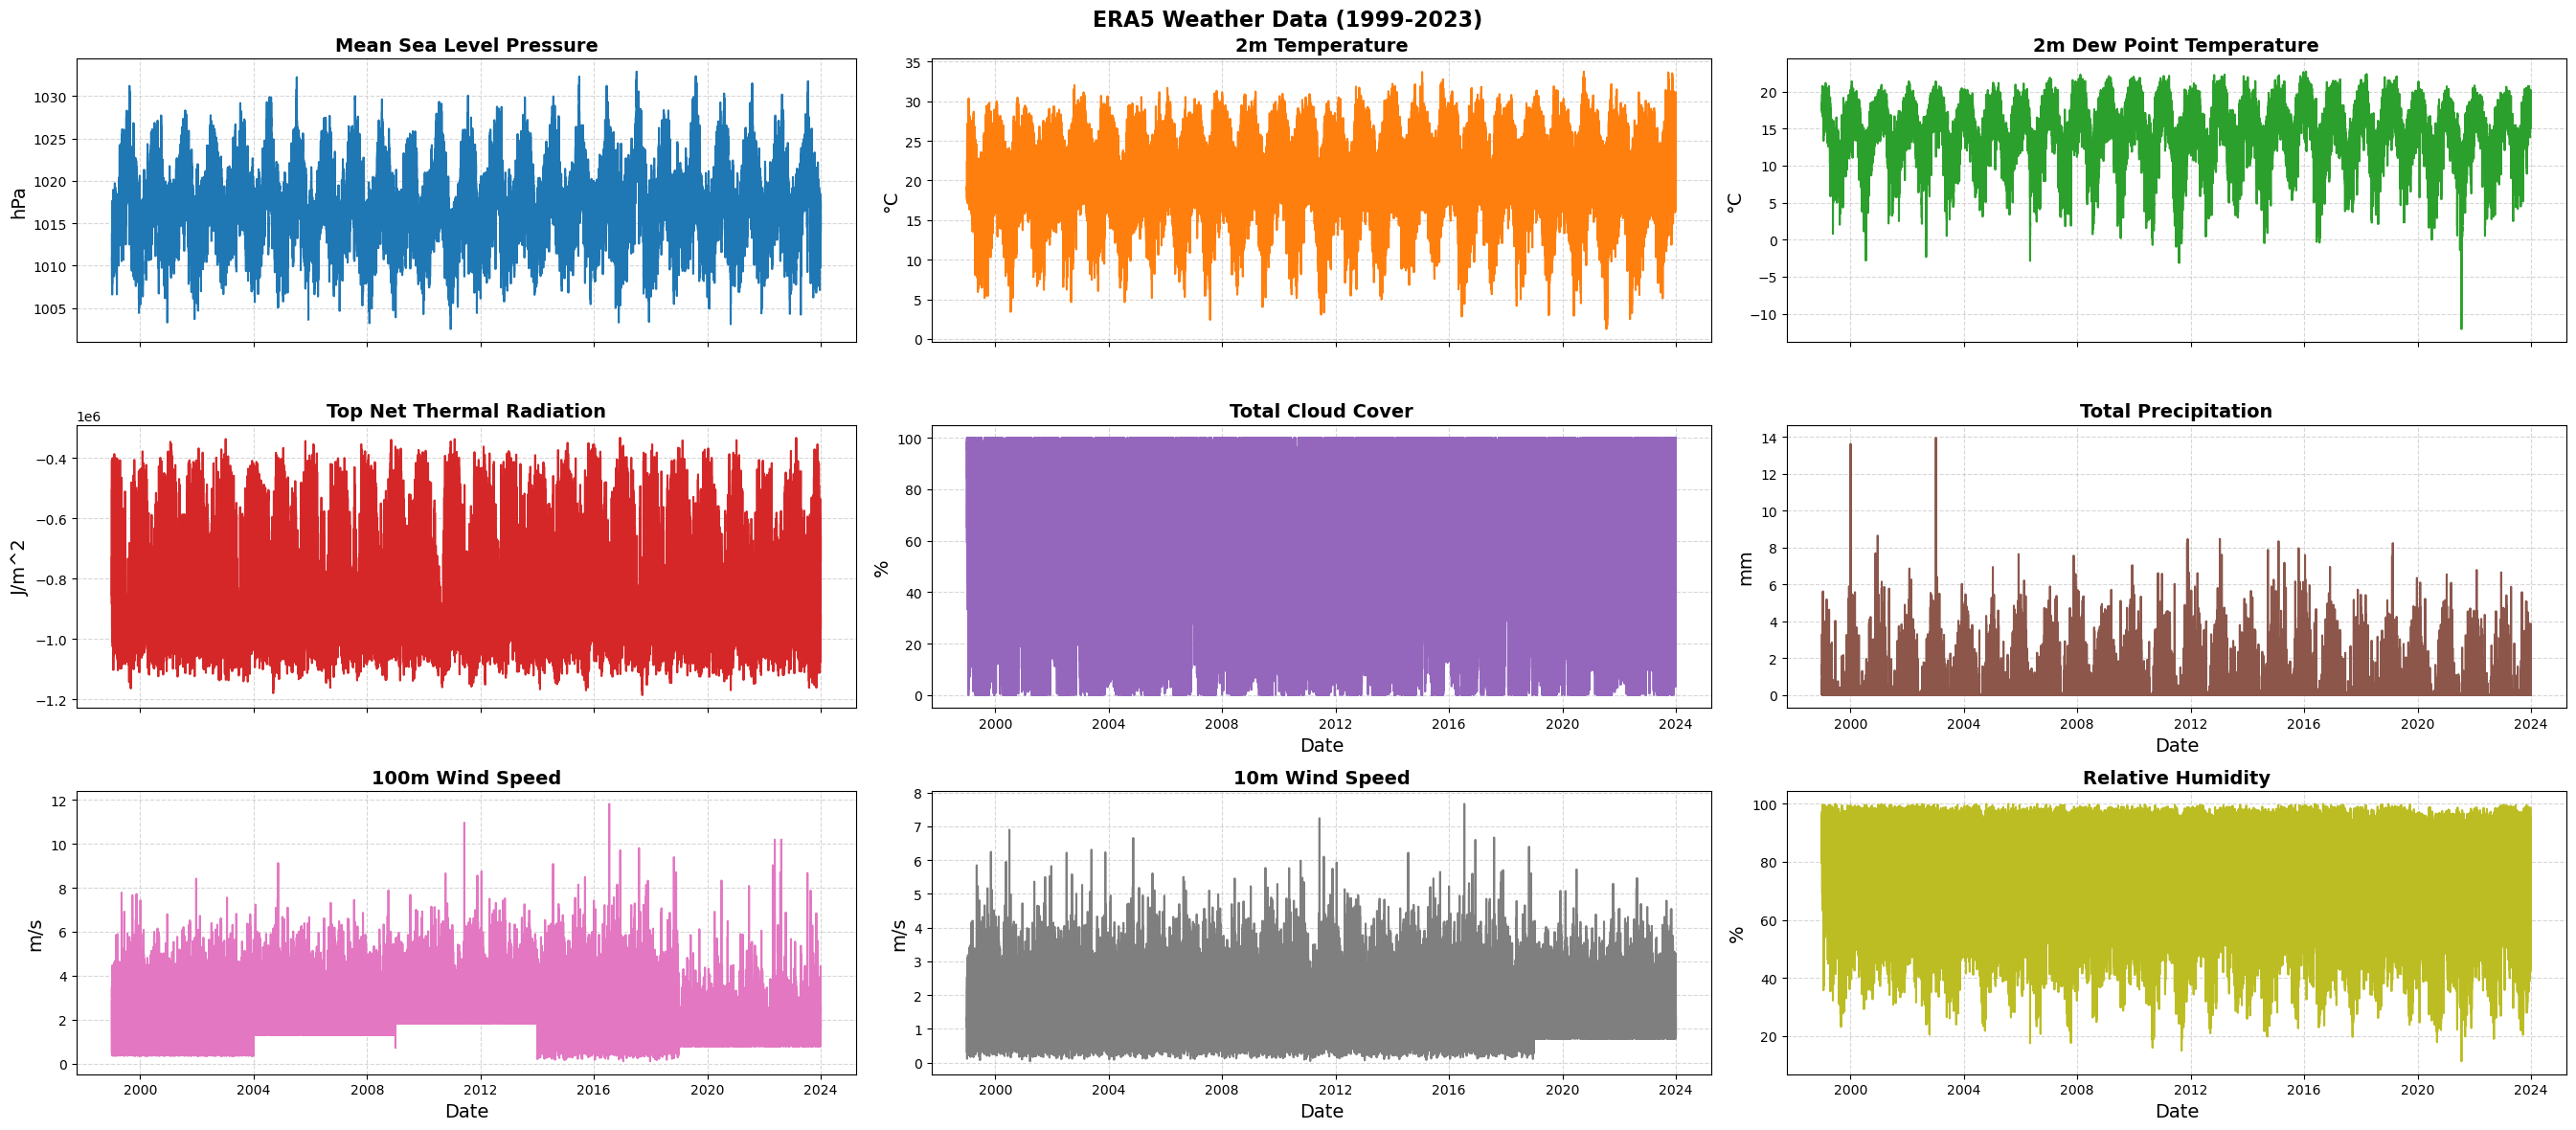 ERA5 Weather Data (1999-2023)
Mean Sea Level Pressure
hPa
1030
1025
1020
1015
1010
1005
2m Temperature
°C
35
30
25
20
15
10
5
0
2m Dew Point Temperature
°C
20
15
10
5
0
−5
−10
Top Net Thermal Radiation
1e6
J/m^2
−0.4
−0.6
−0.8
−1.0
−1.2
Total Cloud Cover
%
100
80
60
40
20
0
2000 2004 2008 2012 2016 2020 2024
Date
Total Precipitation
mm
14
12
10
8
6
4
2
0
2000 2004 2008 2012 2016 2020 2024
Date
100m Wind Speed
m/s
12
10
8
6
4
2
0
2000 2004 2008 2012 2016 2020 2024
Date
10m Wind Speed
m/s
8
7
6
5
4
3
2
1
0
2000 2004 2008 2012 2016 2020 2024
Date
Relative Humidity
%
100
80
60
40
20
2000 2004 2008 2012 2016 2020 2024
Date